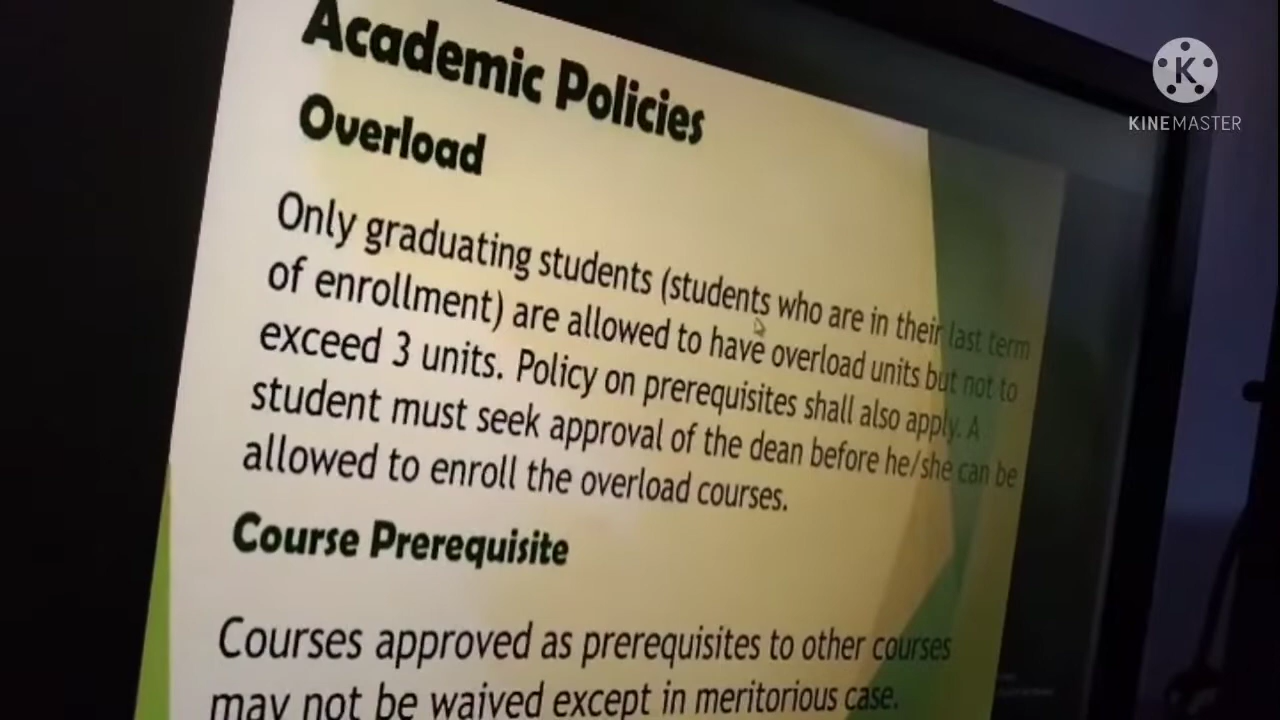 Academic Policies
Overload
Only graduating students (students who are in their last term
of enrollment) are allowed to have overload units but not to
exceed 3 units. Policy on prerequisites shall also apply. A
student must seek approval of the dean before he/she can be
allowed to enroll the overload courses.
Course Prerequisite
Courses approved as prerequisites to other courses
may not be waived except in meritorious case.
K
KINEMASTER